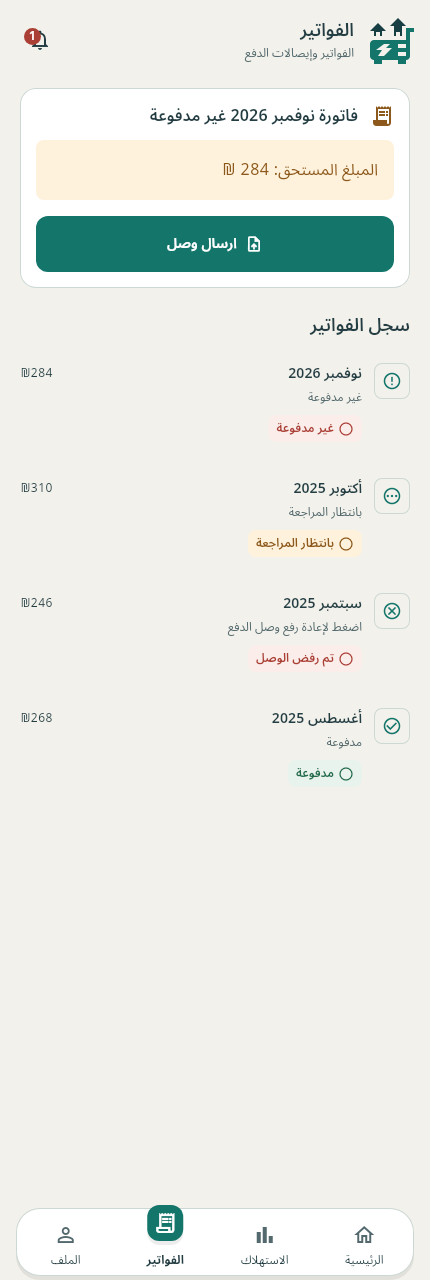 الفواتير
الفواتير وإيصالات الدفع
1
فاتورة نوفمبر 2026 غير مدفوعة
المبلغ المستحق: 284 ₪
ارسال وصل
سجل الفواتير
نوفمبر 2026
₪284
غير مدفوعة
غير مدفوعة
أكتوبر 2025
₪310
بانتظار المراجعة
بانتظار المراجعة
سبتمبر 2025
₪246
اضغط لإعادة رفع وصل الدفع
تم رفض الوصل
أغسطس 2025
₪268
مدفوعة
مدفوعة
الرئيسية
الاستهلاك
الفواتير
الملف